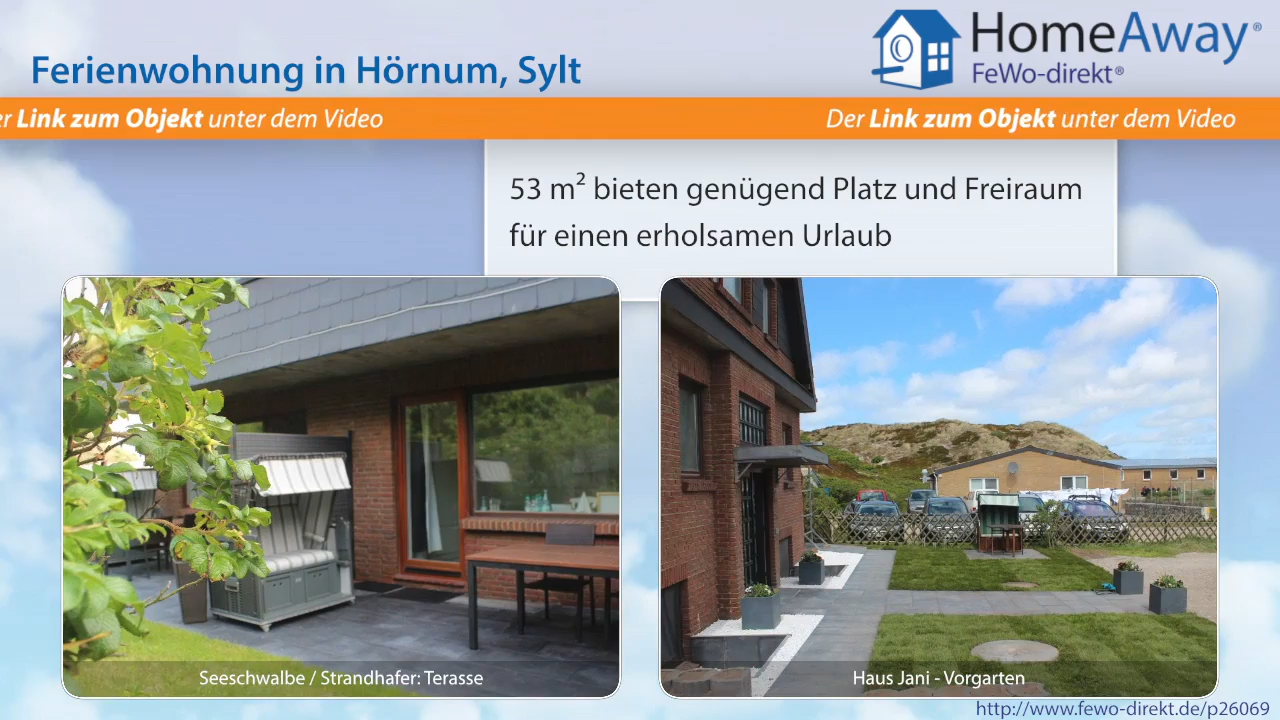 HomeAway®
FeWo-direkt®
Ferienwohnung in Hörnum, Sylt
er Link zum Objekt unter dem Video
Der Link zum Objekt unter dem Video
53 m² bieten genügend Platz und Freiraum
für einen erholsamen Urlaub
Seeschwalbe / Strandhafer: Terasse
Haus Jani - Vorgarten
http://www.fewo-direkt.de/p26069